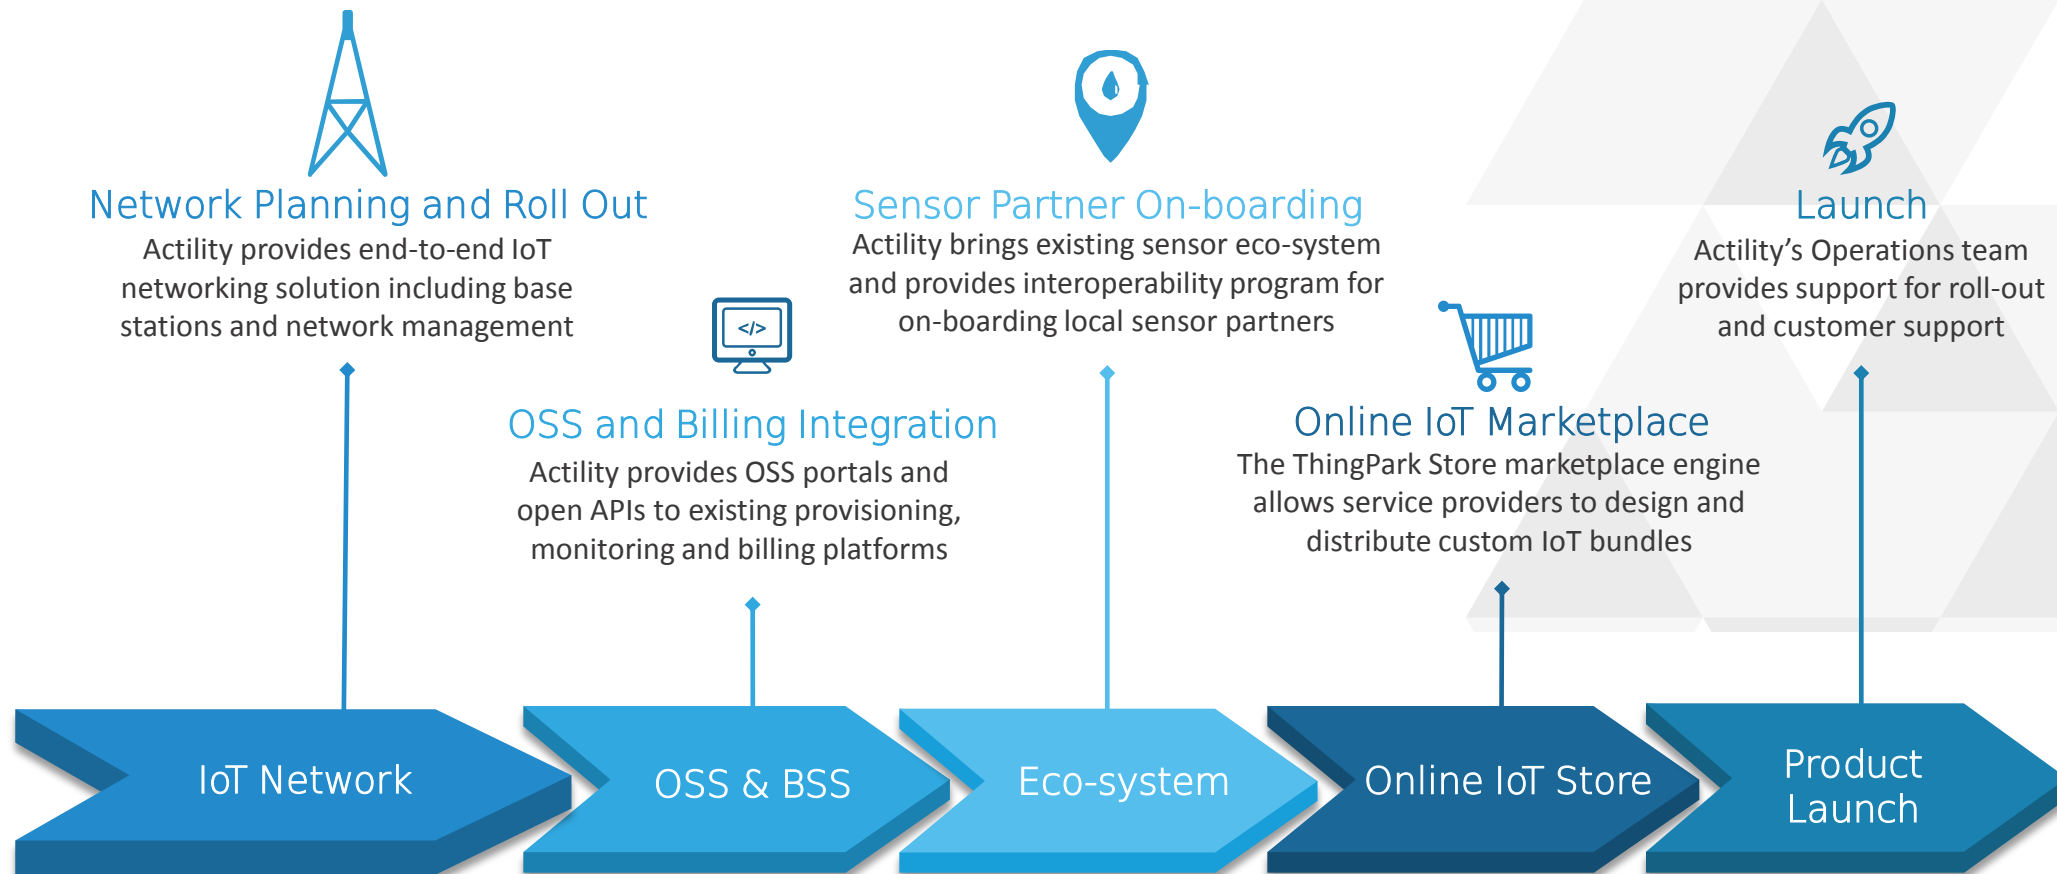 Network Planning and Roll Out
Actility provides end-to-end IoT
networking solution including base
stations and network management
</>
OSS and Billing Integration
Actility provides OSS portals and
open APIs to existing provisioning,
monitoring and billing platforms
Sensor Partner On-boarding
Actility brings existing sensor eco-system
and provides interoperability program for
on-boarding local sensor partners
Online IoT Marketplace
The ThingPark Store marketplace engine
allows service providers to design and
distribute custom IoT bundles
Launch
Actility’s Operations team
provides support for roll-out
and customer support
IoT Network
OSS & BSS
Eco-system
Online IoT Store
Product
Launch